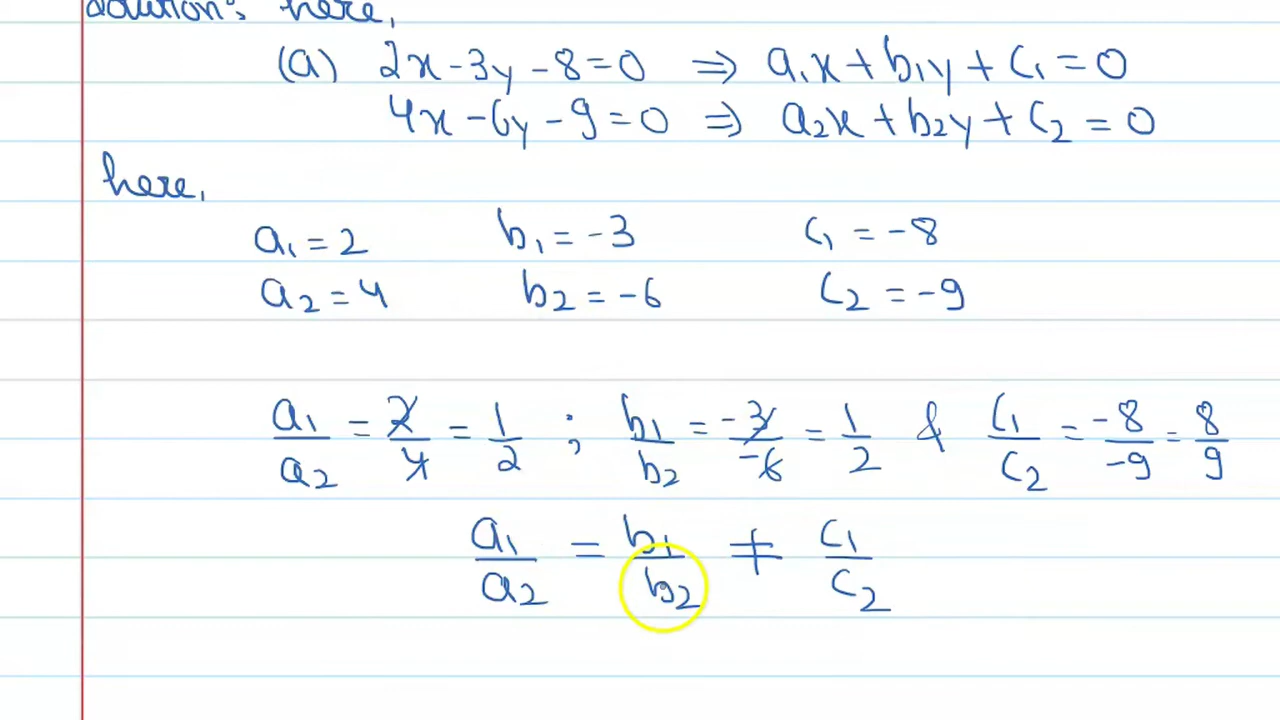 solution: here,
(a) 2x - 3y - 8 = 0 ⇒ a₁x + b₁y + c₁ = 0
4x - 6y - 9 = 0 ⇒ a₂x + b₂y + c₂ = 0
here,
a₁ = 2 b₁ = -3 c₁ = -8
a₂ = 4 b₂ = -6 c₂ = -9
a₁/a₂ = 2/4 = 1/2 ; b₁/b₂ = -3/-6 = 1/2 & c₁/c₂ = -8/-9 = 8/9
a₁/a₂ = b₁/b₂ ≠ c₁/c₂